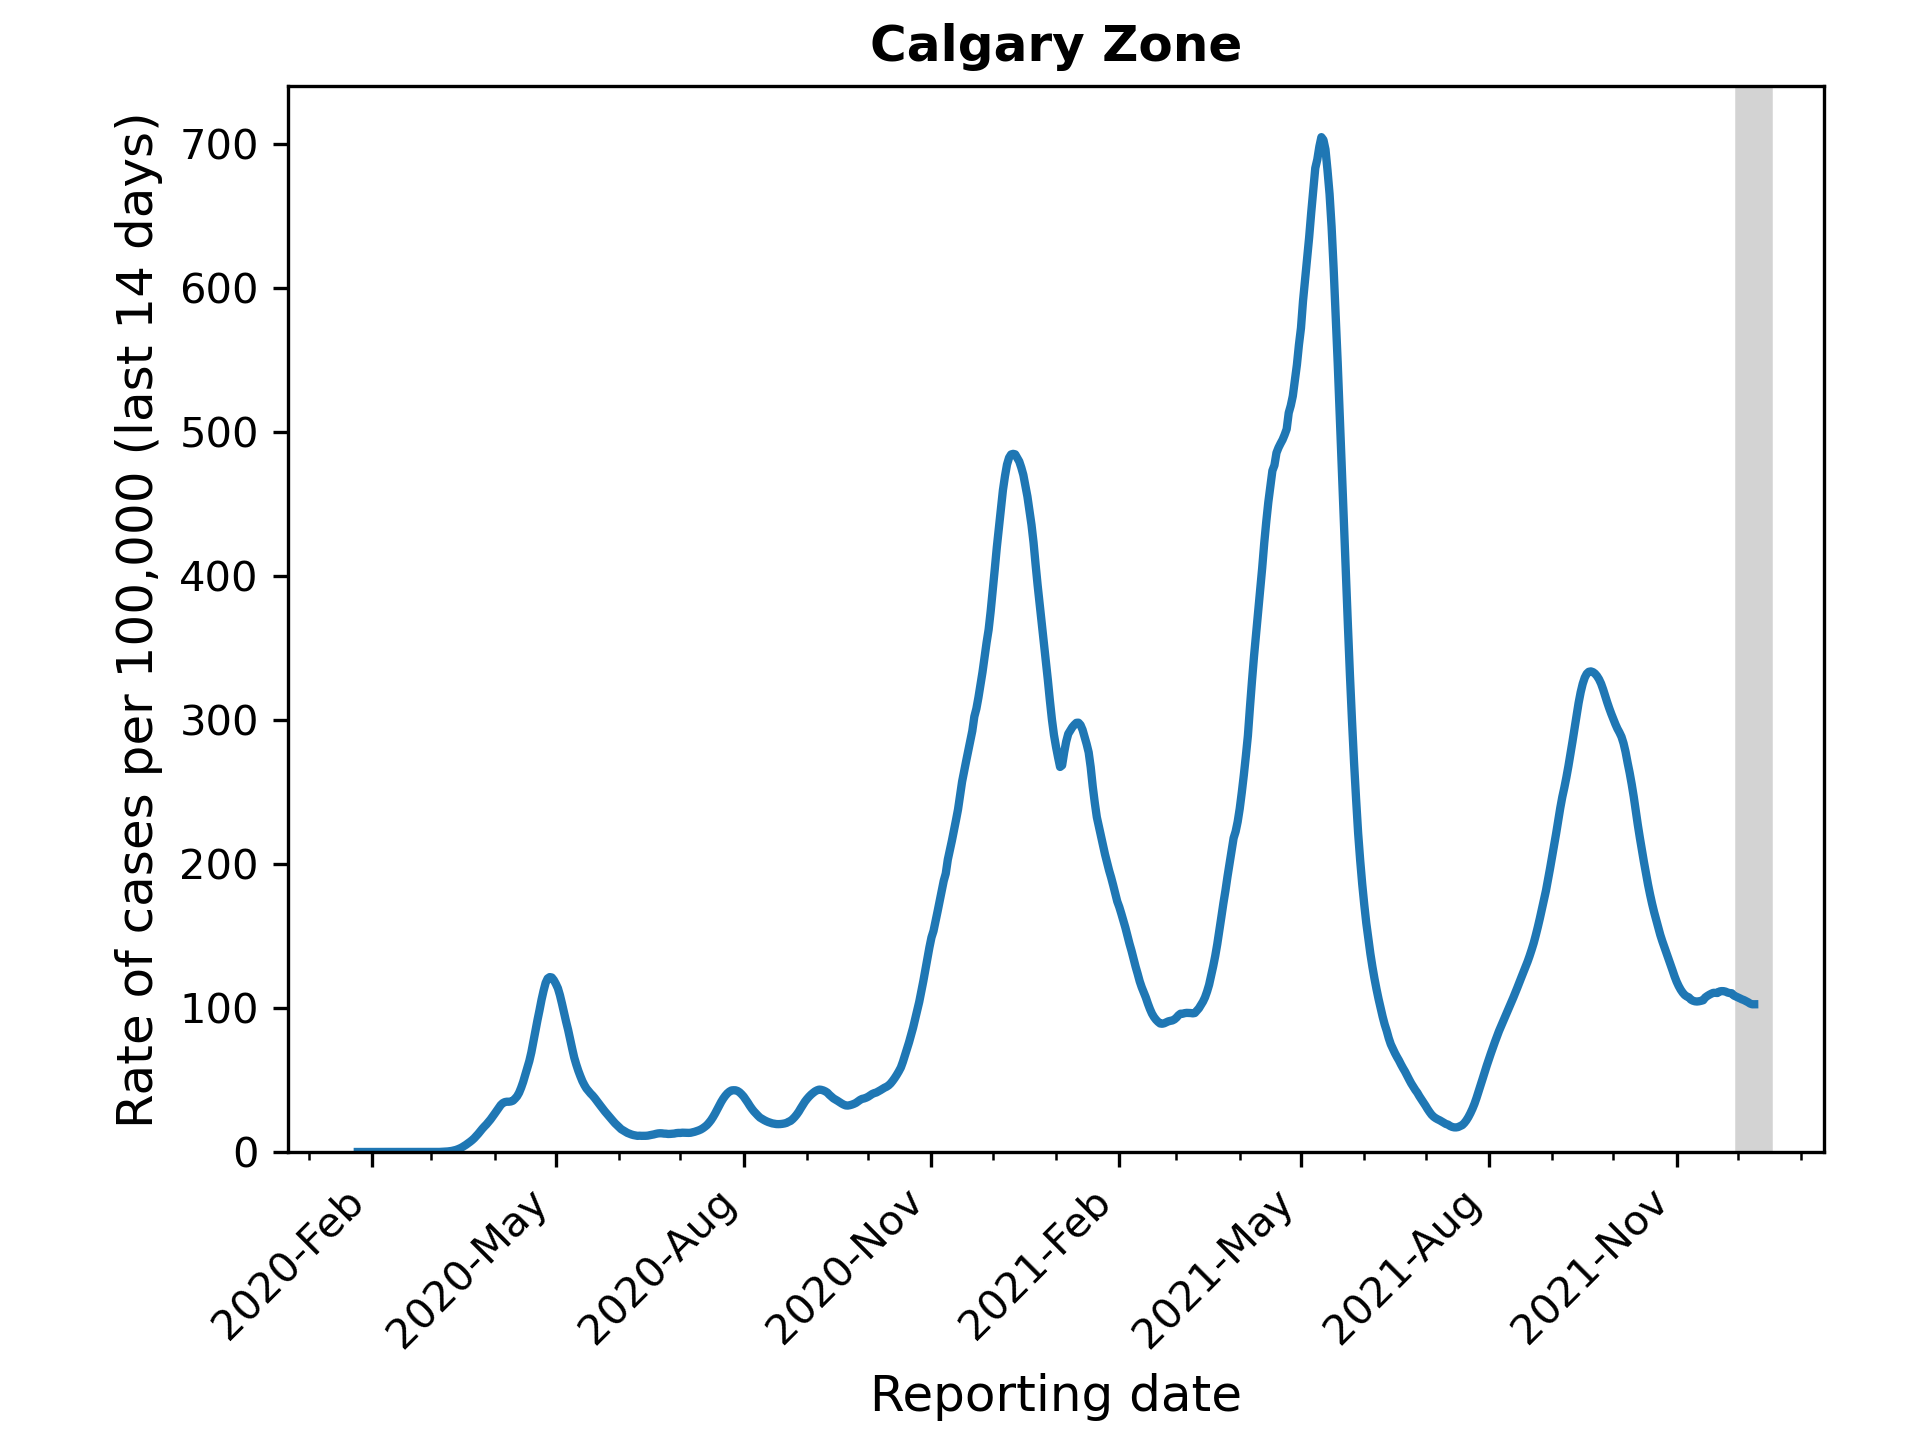 Calgary Zone
Rate of cases per 100,000 (last 14 days)
700
600
500
400
300
200
100
0
2020-Feb
2020-May
2020-Aug
2020-Nov
2021-Feb
2021-May
2021-Aug
2021-Nov
Reporting date